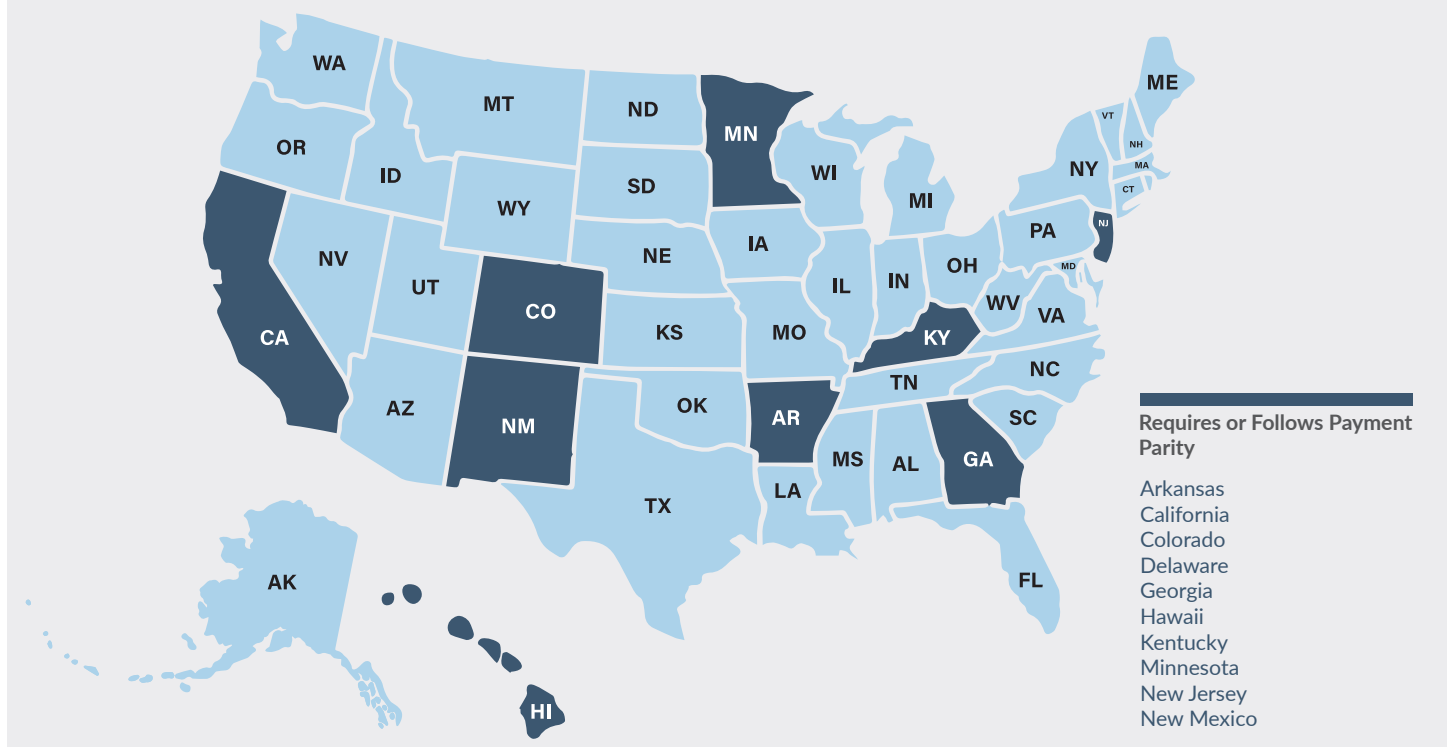 WA
MT
ND
MN
ME
VT
NH
OR
ID
SD
WI
NY
MA
MI
CT
WY
NJ
IA
PA
NV
NE
OH
MD
UT
IL
IN
WV
CO
VA
CA
KS
MO
KY
NC
TN
AZ
OK
AR
SC
NM
MS
AL
GA
LA
TX
AK
FL
HI
Requires or Follows Payment
Parity
Arkansas
California
Colorado
Delaware
Georgia
Hawaii
Kentucky
Minnesota
New Jersey
New Mexico